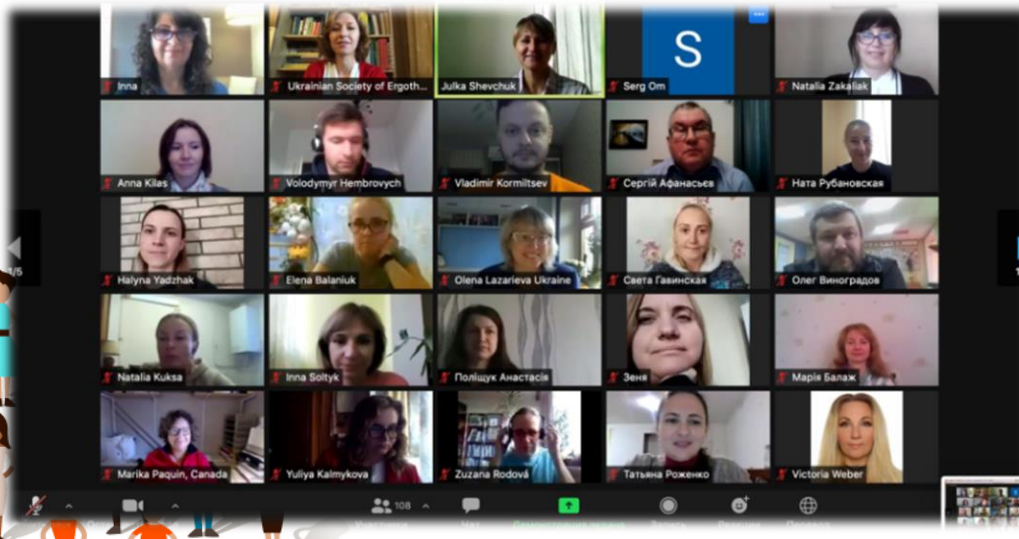 S
Inna
Ukrainian Society of Ergoth...
Julka Shevchuk
Serg Om
Natalia Zakaliak
Anna Kilas
Volodymyr Hembrovych
Vladimir Kormiltsev
Сергій Афанасьєв
Ната Рубановская
Halyna Yadzhak
Elena Balaniuk
Olena Lazarieva Ukraine
Света Гавинская
Олег Виноградов
Natalia Kuksa
Inna Soltyk
Поліщук Анастасія
Зеня
Марія Балаж
Marika Paquin, Canada
Yuliya Kalmykova
Zuzana Rodová
Татьяна Роженко
Victoria Weber
108